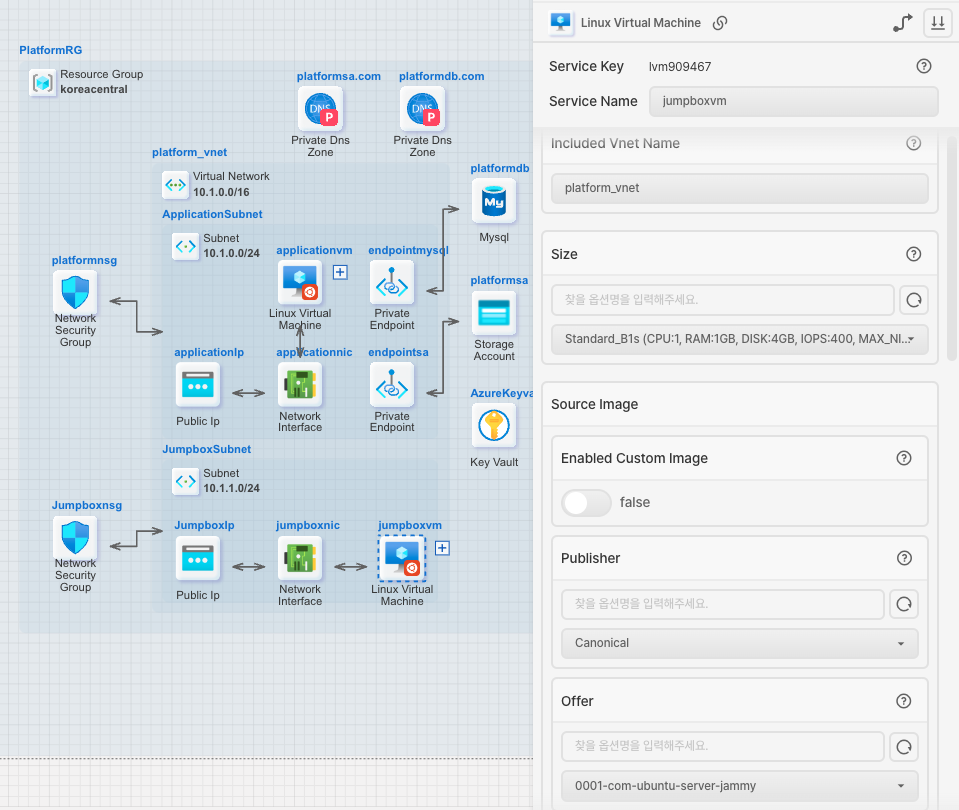 PlatformRG
Resource Group
koreacentral
platformsa.com
DNS
P
Private Dns
Zone
platformdb.com
DNS
P
Private Dns
Zone
platform_vnet
Virtual Network
10.1.0.0/16
ApplicationSubnet
Subnet
10.1.0.0/24
platformnsg
Network
Security
Group
applicationvm
Linux Virtual
Machine
endpointmysql
Private
Endpoint
platformdb
My
Mysql
platformsa
Storage
Account
applicationIp
Public Ip
applicationnic
Network
Interface
endpointsa
Private
Endpoint
AzureKeyva
Key Vault
JumpboxSubnet
Subnet
10.1.1.0/24
Jumpboxnsg
Network
Security
Group
JumpboxIp
Public Ip
jumpboxnic
Network
Interface
jumpboxvm
Linux Virtual
Machine
Linux Virtual Machine
Service Key
lvm909467
Service Name
jumpboxvm
Included Vnet Name
platform_vnet
Size
찾을 옵션명을 입력해주세요.
Standard_B1s (CPU:1, RAM:1GB, DISK:4GB, IOPS:400, MAX_NI...
Source Image
Enabled Custom Image
false
Publisher
찾을 옵션명을 입력해주세요.
Canonical
Offer
찾을 옵션명을 입력해주세요.
0001-com-ubuntu-server-jammy